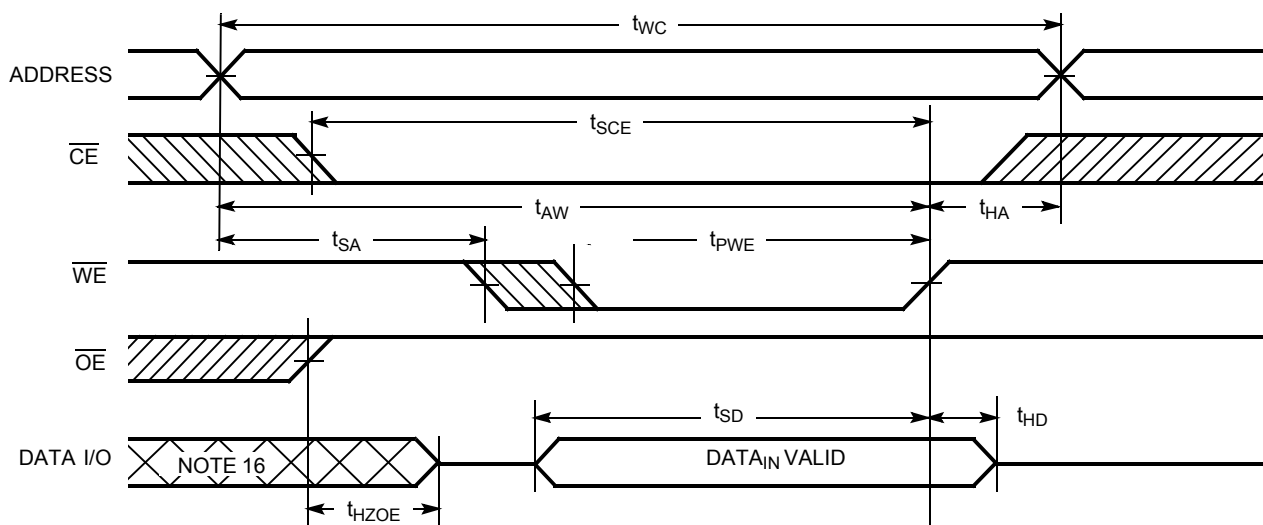 tWC
ADDRESS
tSCE
CE
tAW
tHA
tSA
tPWE
WE
OE
tSD
tHD
DATA I/O
NOTE 16
DATAIN VALID
tHZOE